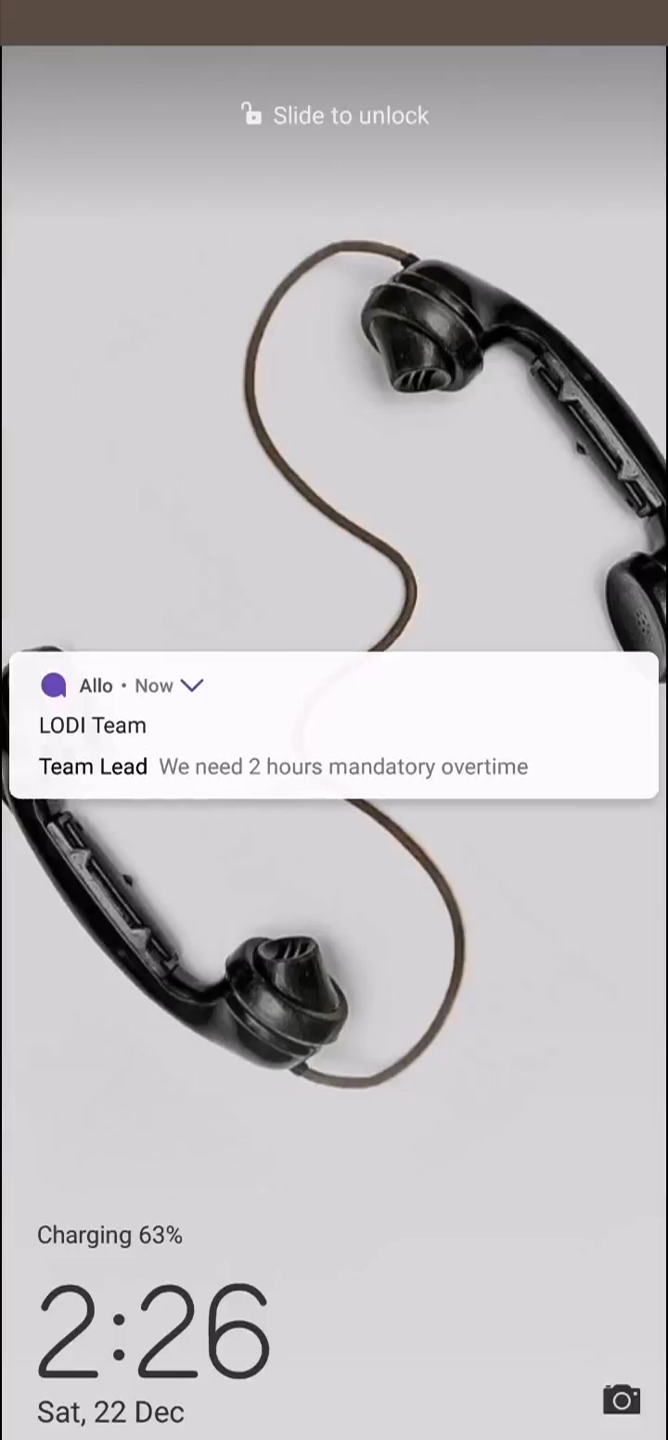 Slide to unlock
Allo • Now
LODI Team
Team Lead We need 2 hours mandatory overtime
Charging 63%
2:26
Sat, 22 Dec